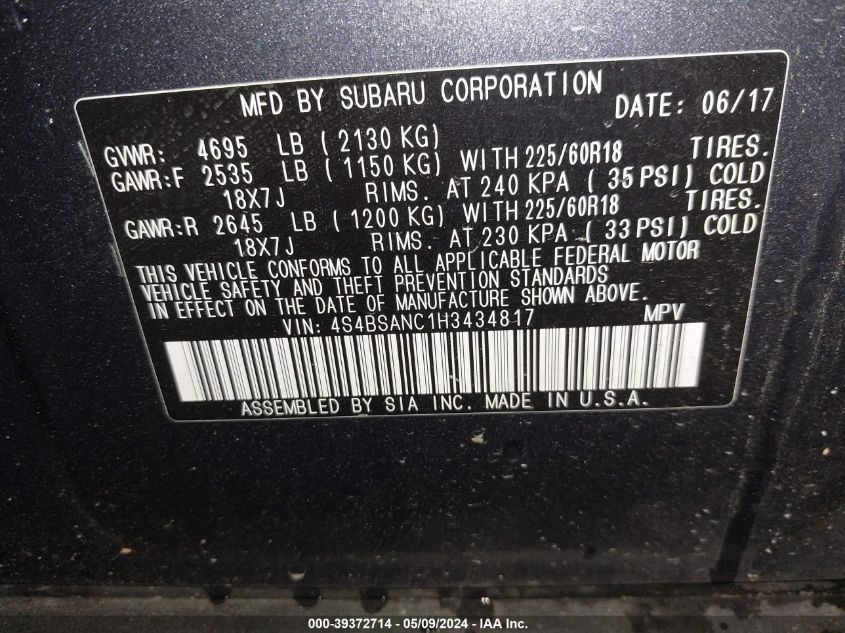 MFD BY SUBARU CORPORATION DATE: 06/17
GVWR: 4695 LB (2130 KG)
GAWR:F 2535 LB (1150 KG) WITH 225/60R18 TIRES.
18X7J RIMS. AT 240 KPA (35 PSI) COLD
GAWR:R 2645 LB (1200 KG) WITH 225/60R18 TIRES.
18X7J RIMS. AT 230 KPA (33 PSI) COLD
THIS VEHICLE CONFORMS TO ALL APPLICABLE FEDERAL MOTOR
VEHICLE SAFETY AND THEFT PREVENTION STANDARDS
IN EFFECT ON THE DATE OF MANUFACTURE SHOWN ABOVE.
VIN: 4S4BSANC1H3434817 MPV
ASSEMBLED BY SIA INC. MADE IN U.S.A.
000-39372714 - 05/09/2024 - IAA Inc.